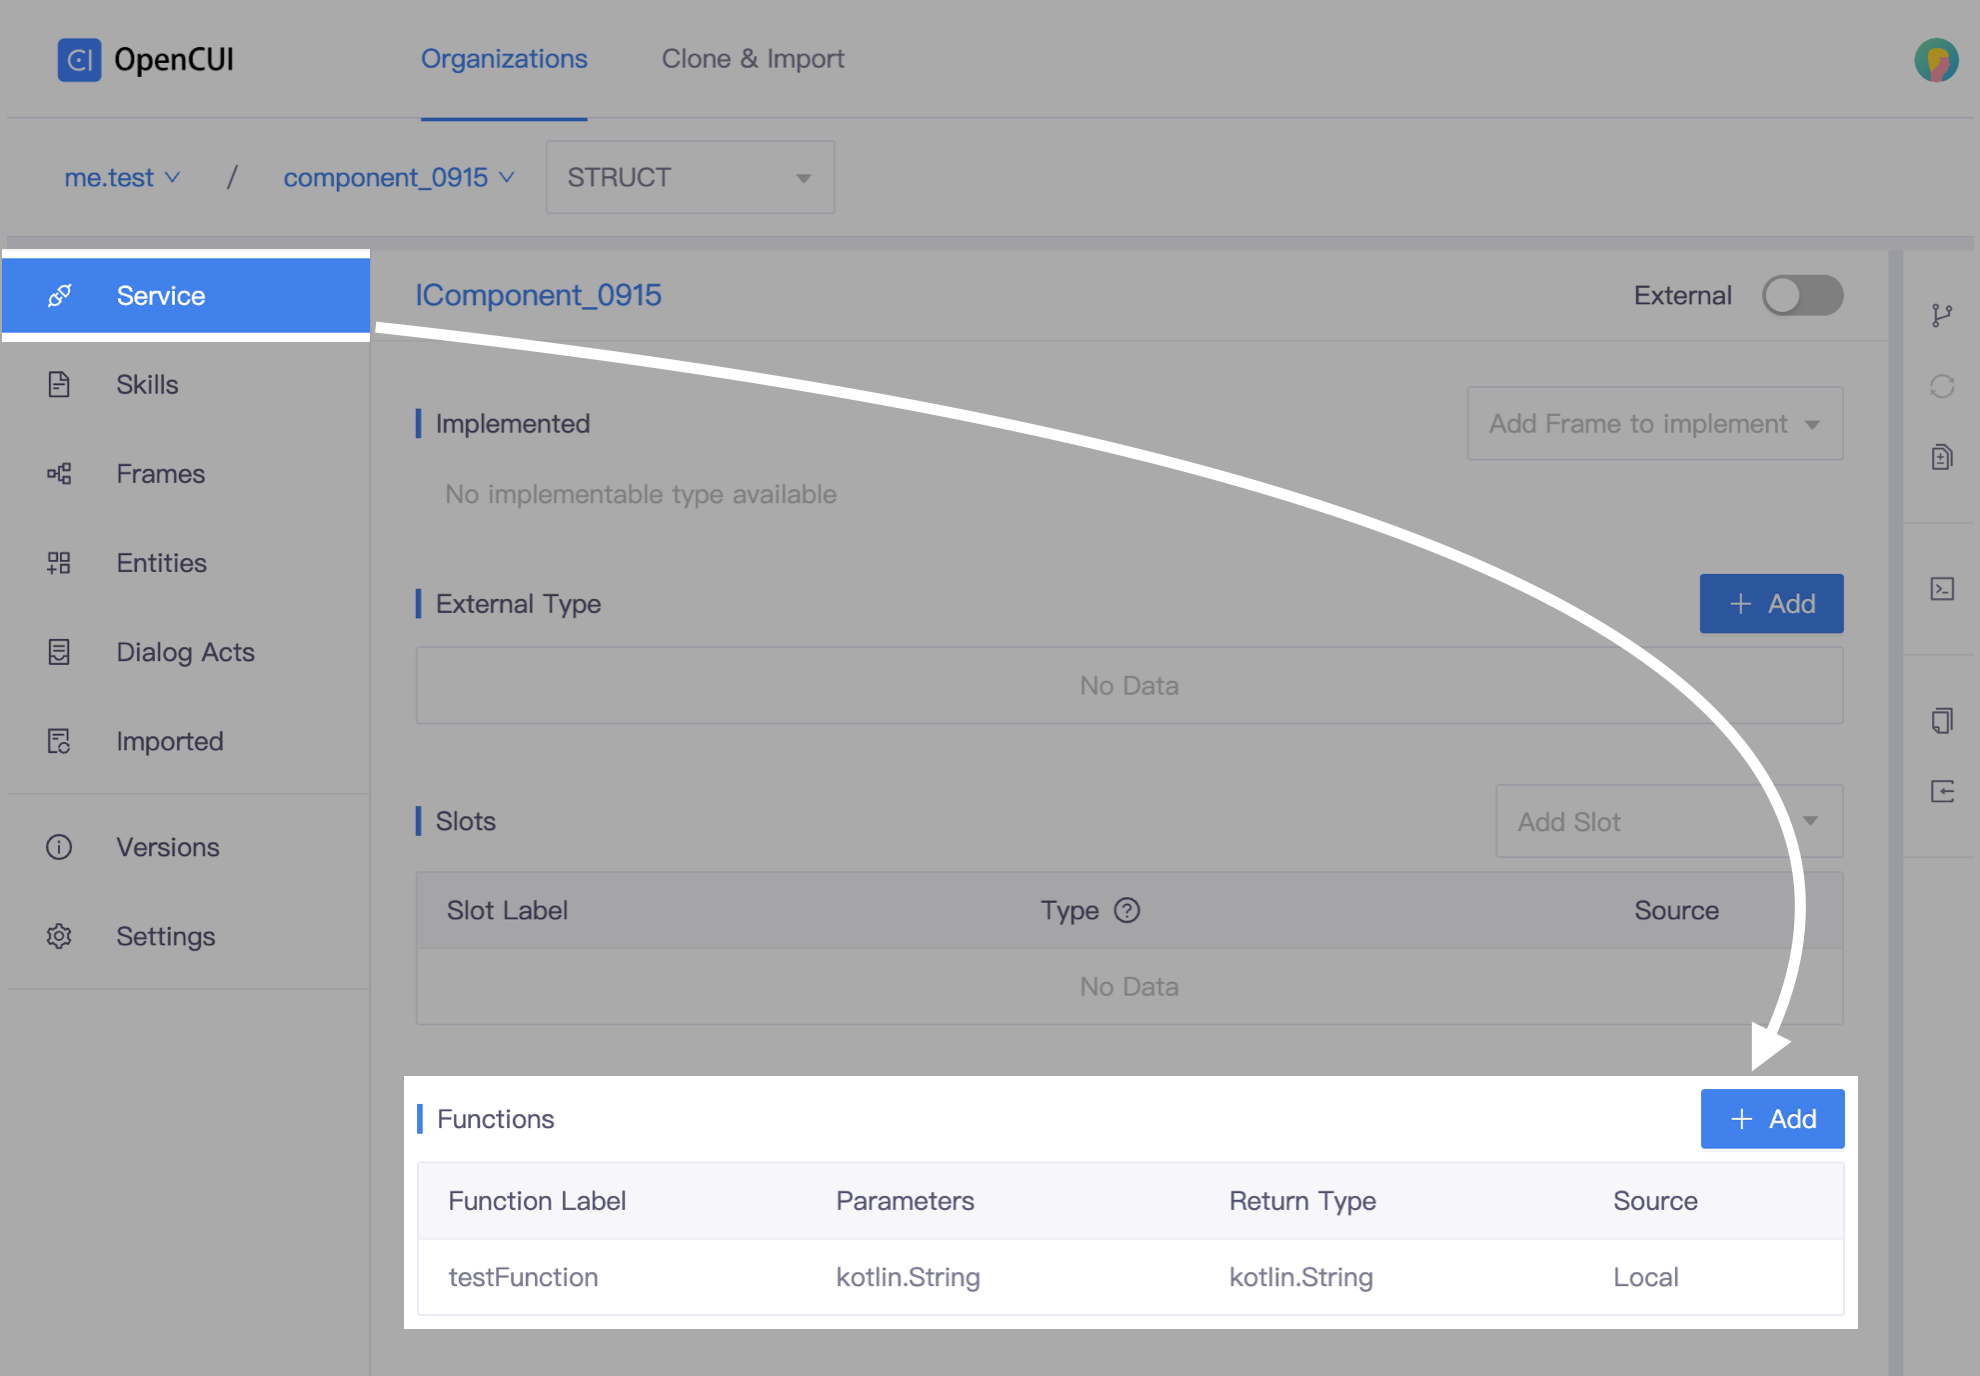 CI OpenCUI
Organizations
Clone & Import
me.test / component_0915
STRUCT
Service
Skills
Frames
Entities
Dialog Acts
Imported
Versions
Settings
IComponent_0915
External
Implemented
Add Frame to implement
No implementable type available
External Type
+ Add
No Data
Slots
Add Slot
Slot Label Type ? Source
No Data
Functions
+ Add
Function Label Parameters Return Type Source
testFunction kotlin.String kotlin.String Local